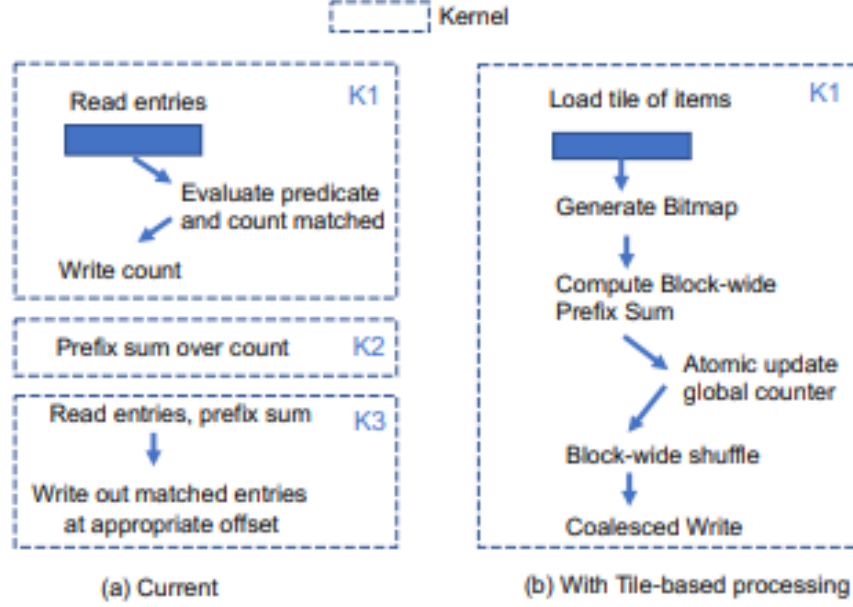 Kernel
K1
Read entries
Evaluate predicate
and count matched
Write count
Prefix sum over count K2
Read entries, prefix sum K3
Write out matched entries
at appropriate offset
(a) Current
K1
Load tile of items
Generate Bitmap
Compute Block-wide
Prefix Sum
Atomic update
global counter
Block-wide shuffle
Coalesced Write
(b) With Tile-based processing